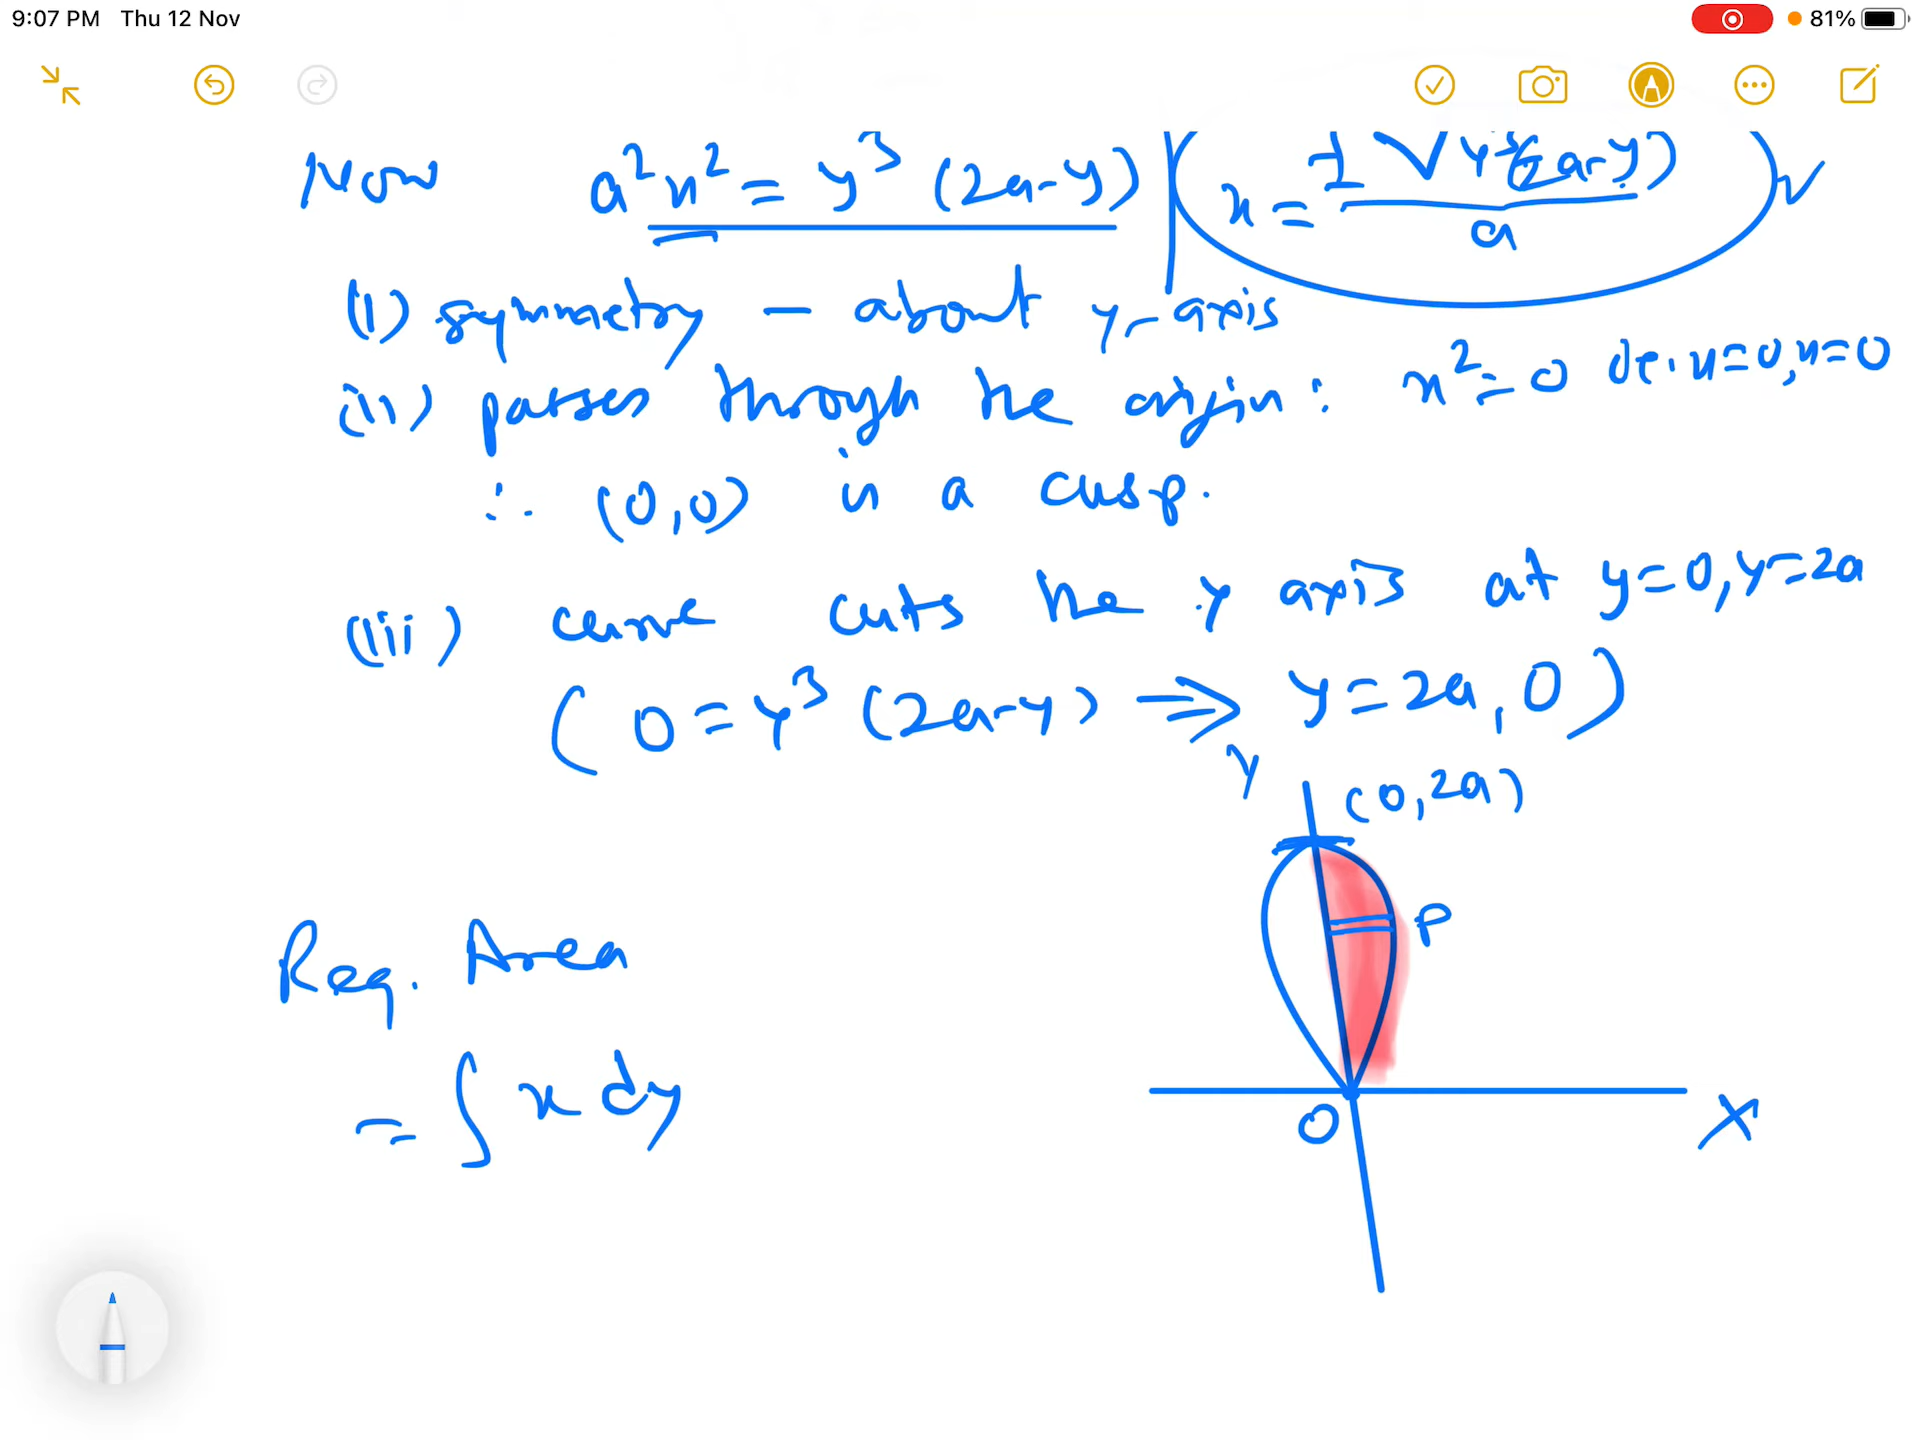 9:07 PM Thu 12 Nov 81%
Now a²x² = y³ (2a-y) | x = ± √y³(2a-y) / a
(i) symmetry - about y-axis
(ii) passes through the origin: x² = 0 i.e. x=0, x=0
∴ (0,0) is a cusp.
(iii) curve cuts the y axis at y=0, y=2a
( 0 = y³ (2a-y) ⇒ y = 2a, 0 )
Y (0,2a)
P
Req. Area
= ∫ x dy
O X